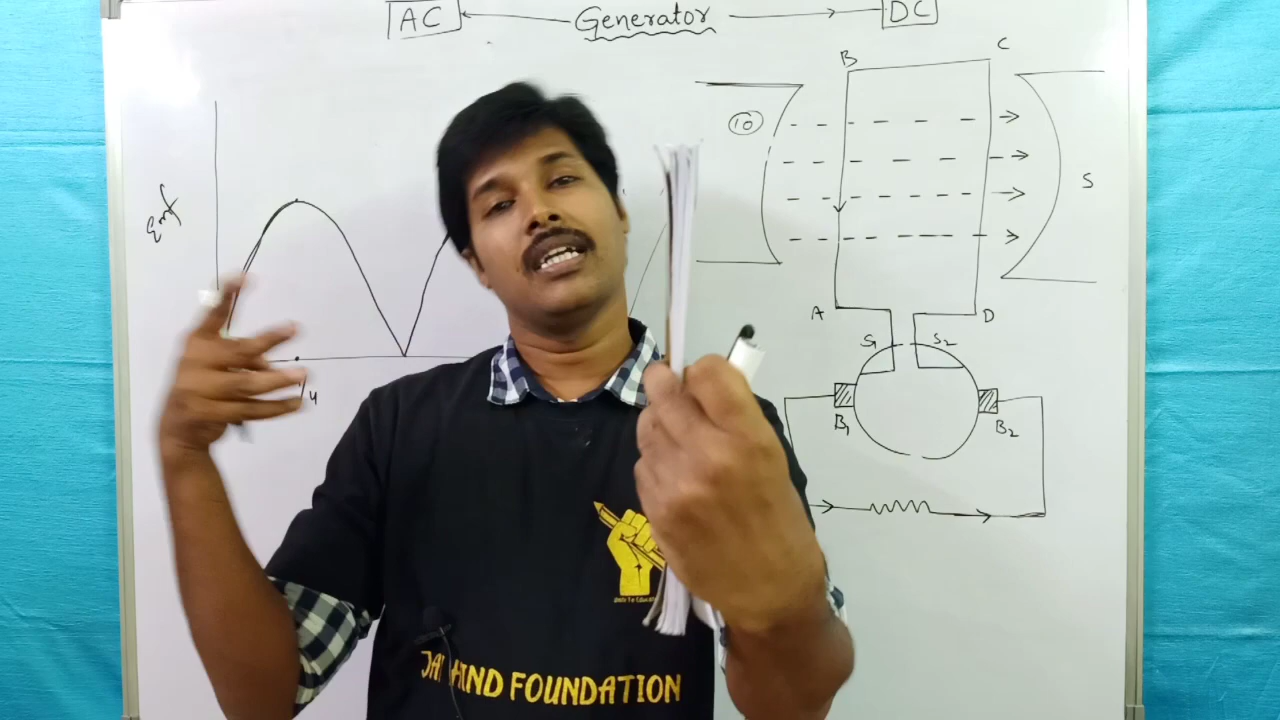 AC Generator DC
Emf
B C
10
S
A D
S1 S2
B1 B2
JAI HIND FOUNDATION